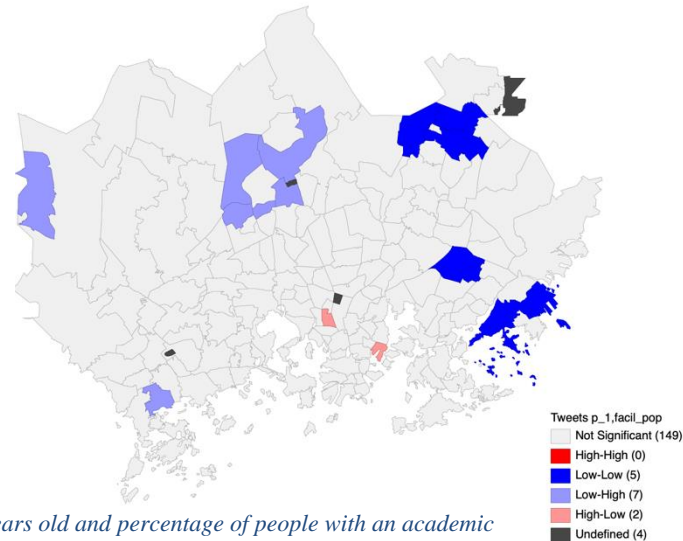 Tweets p_1,facil_pop
Not Significant (149)
High-High (0)
Low-Low (5)
Low-High (7)
High-Low (2)
Undefined (4)
ears old and percentage of people with an academic